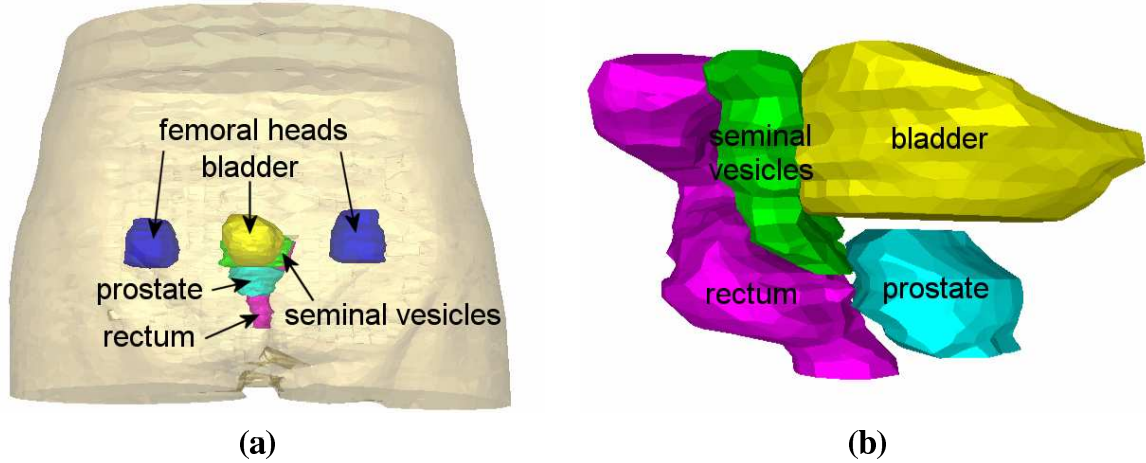 femoral heads
bladder
prostate
rectum
seminal vesicles
(a)
seminal
vesicles
bladder
rectum
prostate
(b)